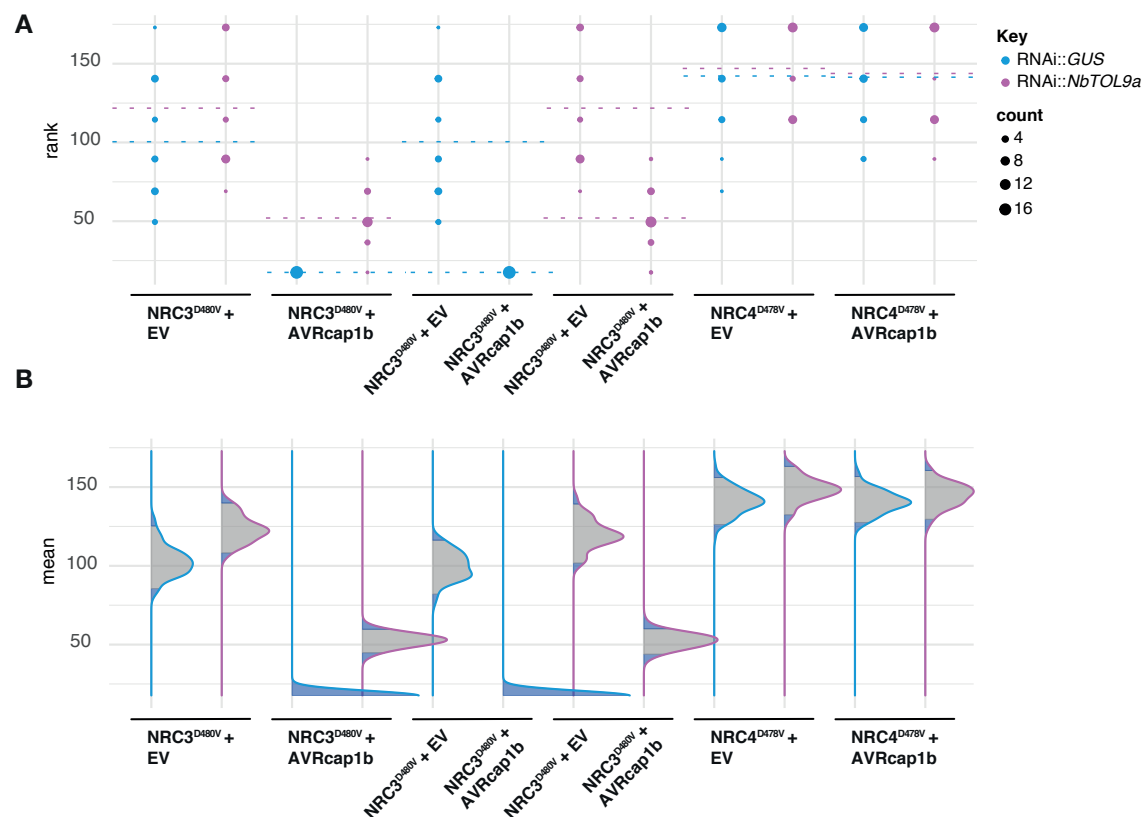 A
Key
RNAi::GUS
RNAi::NbTOL9a
count
4
8
12
16
rank
150
100
50
NRC3D480V + EV
NRC3D480V + AVRcap1b
NRC3D480V + EV
NRC3D480V + AVRcap1b
NRC3D480V + EV
NRC3D480V + AVRcap1b
NRC4D478V + EV
NRC4D478V + AVRcap1b
B
mean
150
100
50
NRC3D480V + EV
NRC3D480V + AVRcap1b
NRC3D480V + EV
NRC3D480V + AVRcap1b
NRC3D480V + EV
NRC3D480V + AVRcap1b
NRC4D478V + EV
NRC4D478V + AVRcap1b